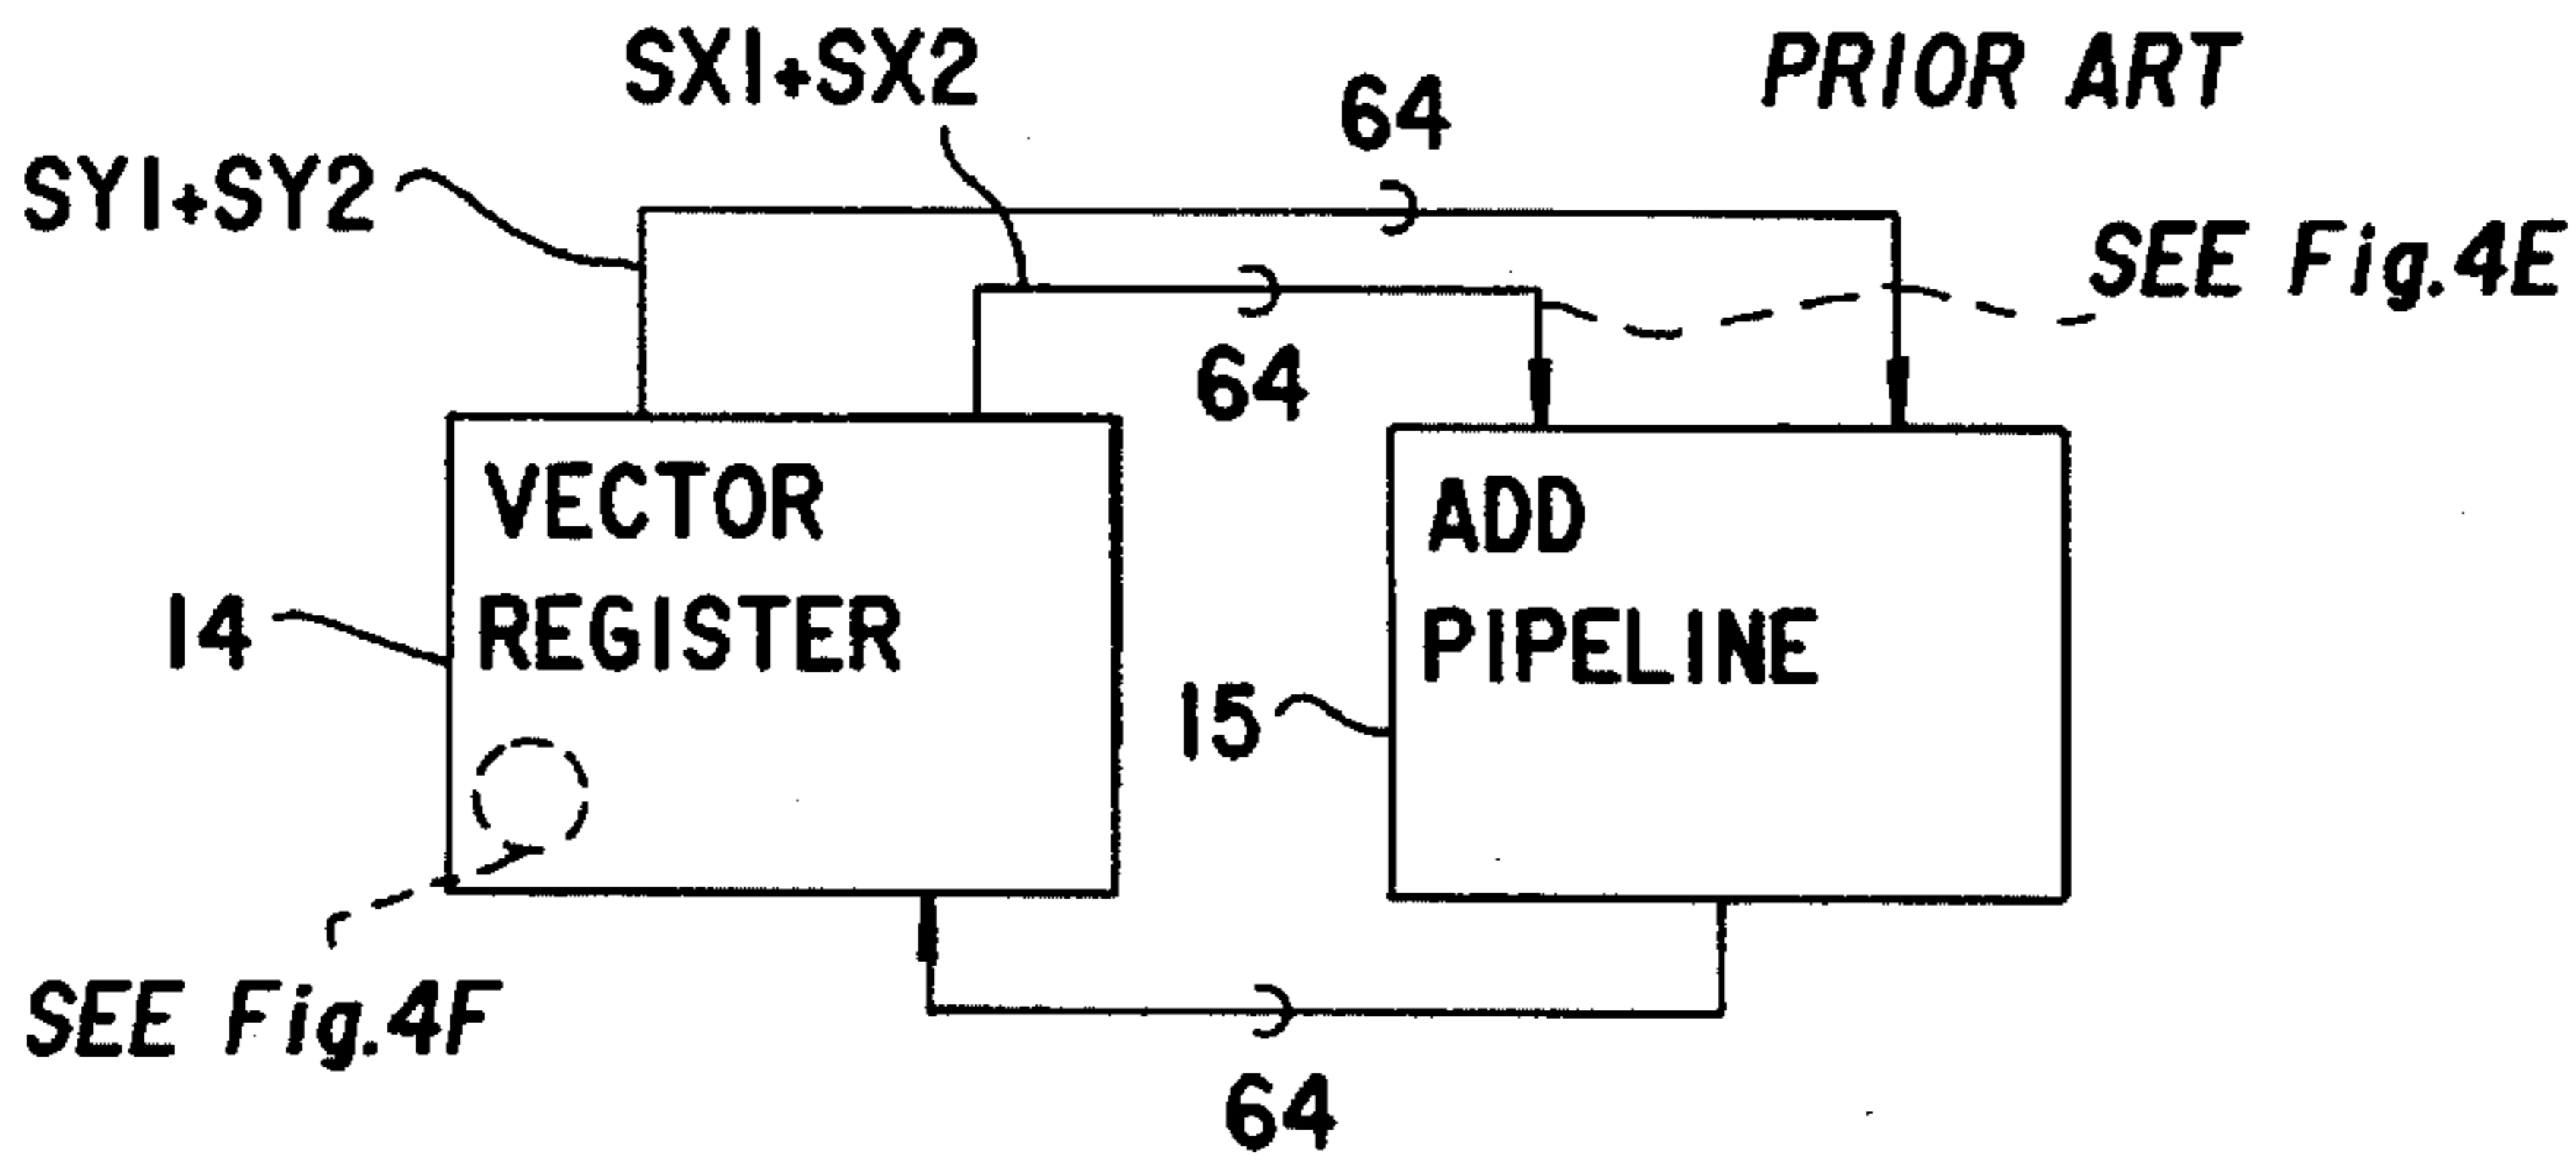 SX1+SX2
PRIOR ART
64
SY1+SY2
SEE Fig.4E
64
VECTOR
REGISTER
ADD
PIPELINE
14
15
SEE Fig.4F
64